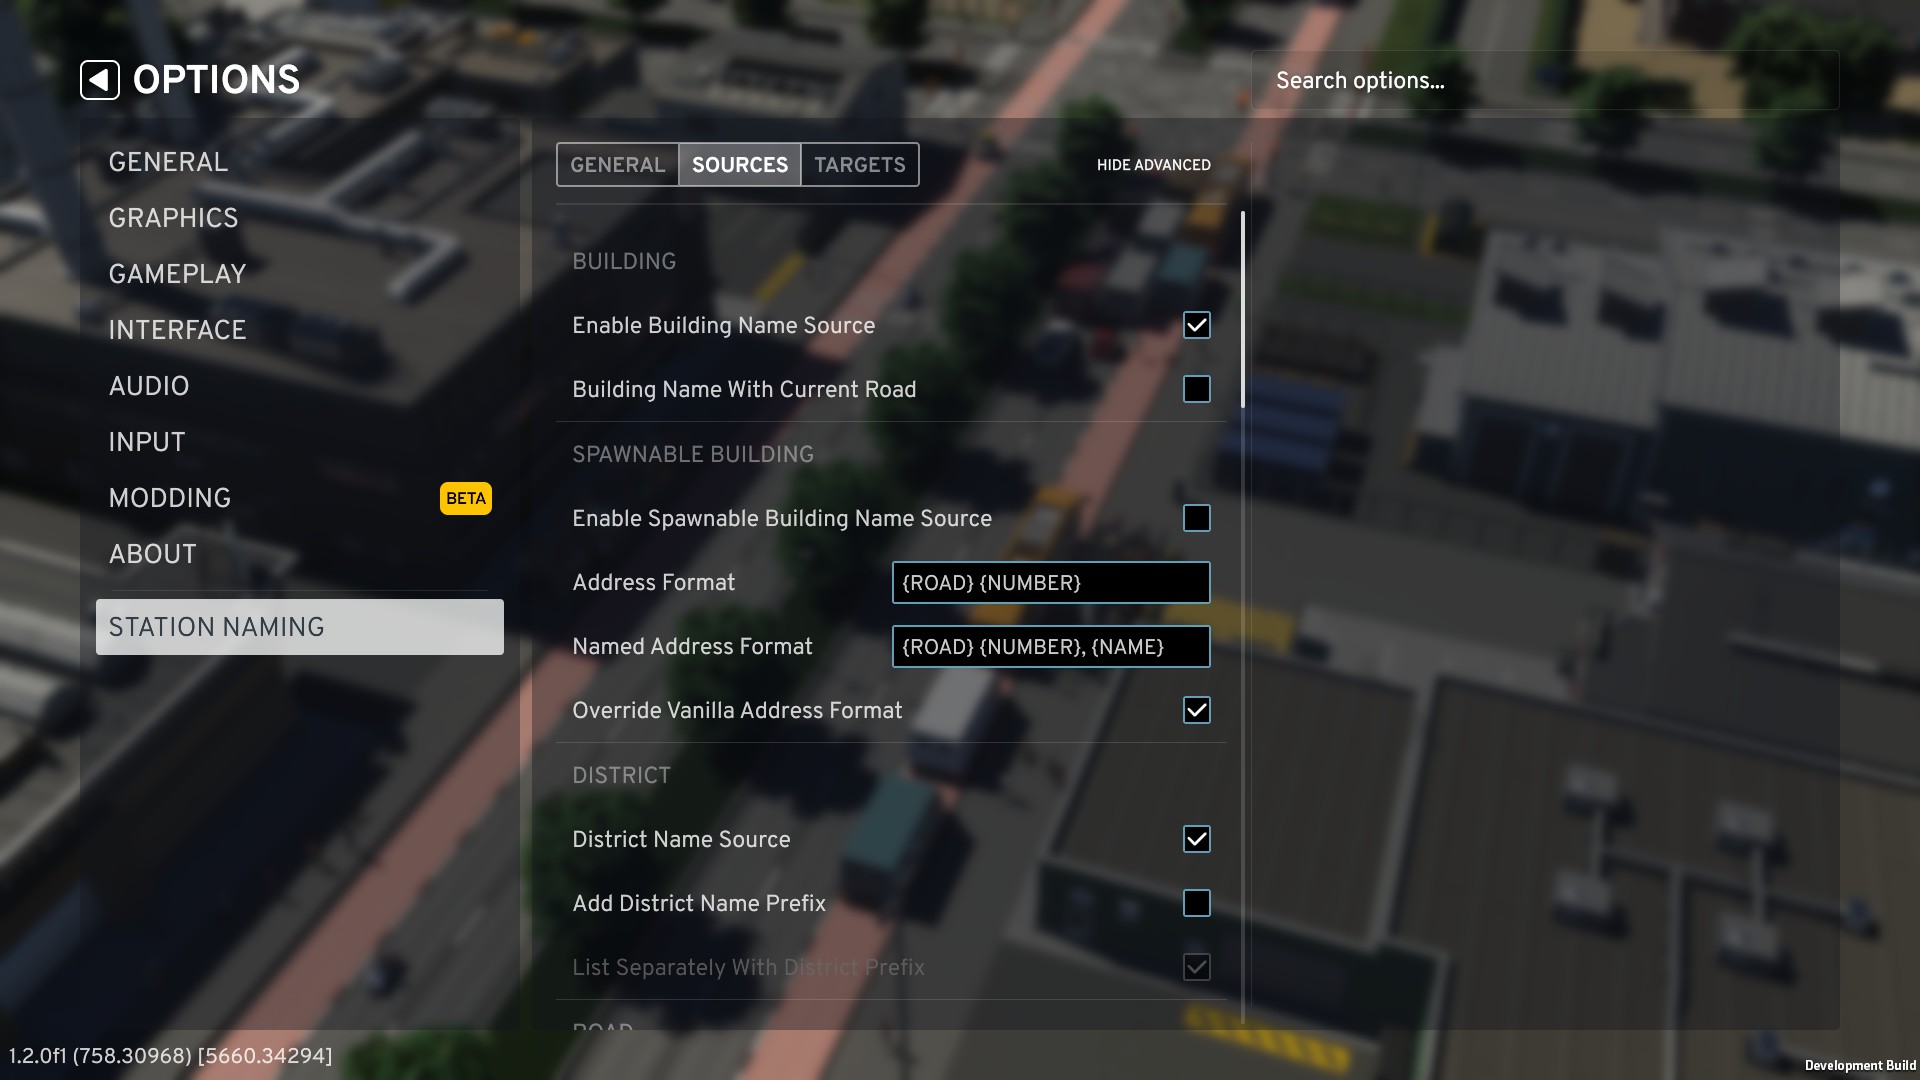 OPTIONS
Search options...
GENERAL
GRAPHICS
GAMEPLAY
INTERFACE
AUDIO
INPUT
MODDING BETA
ABOUT
STATION NAMING
GENERAL SOURCES TARGETS HIDE ADVANCED
BUILDING
Enable Building Name Source
Building Name With Current Road
SPAWNABLE BUILDING
Enable Spawnable Building Name Source
Address Format {ROAD} {NUMBER}
Named Address Format {ROAD} {NUMBER}, {NAME}
Override Vanilla Address Format
DISTRICT
District Name Source
Add District Name Prefix
List Separately With District Prefix
ROAD
1.2.0f1 (758.30968) [5660.34294]
Development Build